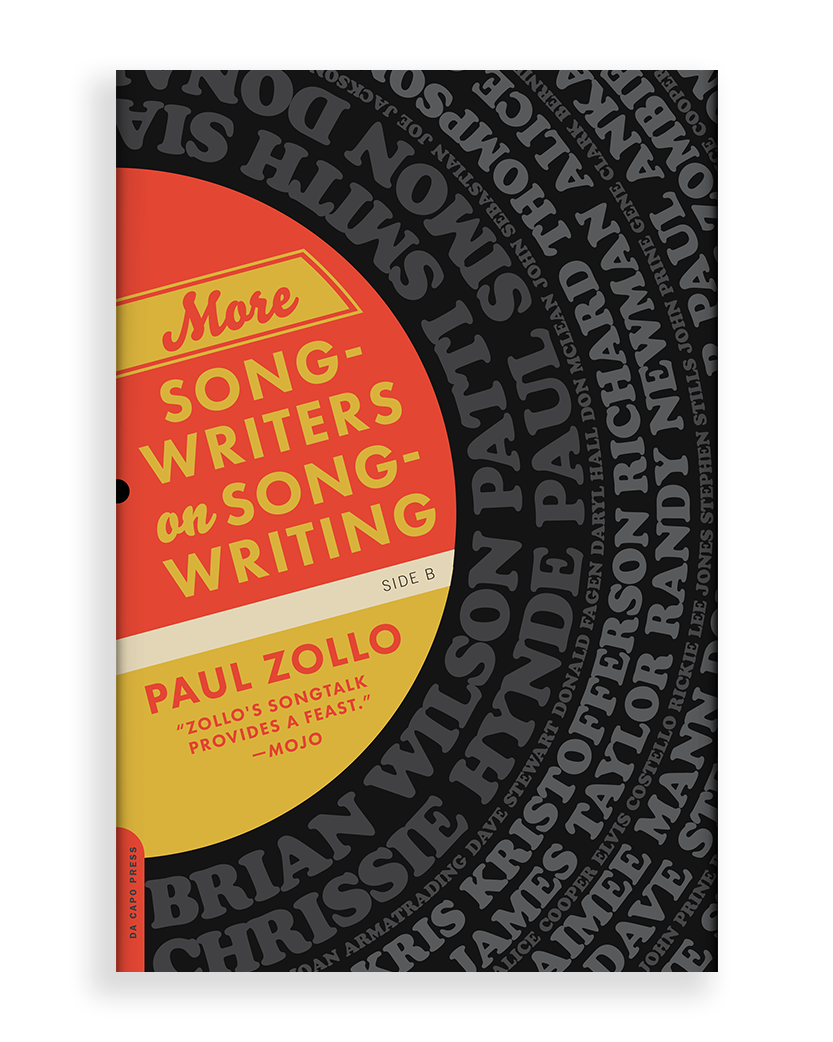 More
SONG-
WRITERS
on SONG-
WRITING
SIDE B
PAUL ZOLLO
“ZOLLO'S SONGTALK
PROVIDES A FEAST.”
—MOJO
DA CAPO PRESS
BRIAN WILSON PATTI SMITH
CHRISSIE HYNDE PAUL SIMON
JOAN ARMATRADING DAVE STEWART DONALD FAGEN DARYL HALL DON MCLEAN JOHN SEBASTIAN JOE JACKSON
KRIS KRISTOFFERSON RICHARD THOMPSON
JAMES TAYLOR RANDY NEWMAN ALICE
ALICE COOPER ELVIS COSTELLO RICKIE LEE JONES STEPHEN STILLS JOHN PRINE GENE CLARK
AIMEE MANN PAUL ANKA
DAVE ZOMBIE
JOHN PRINE